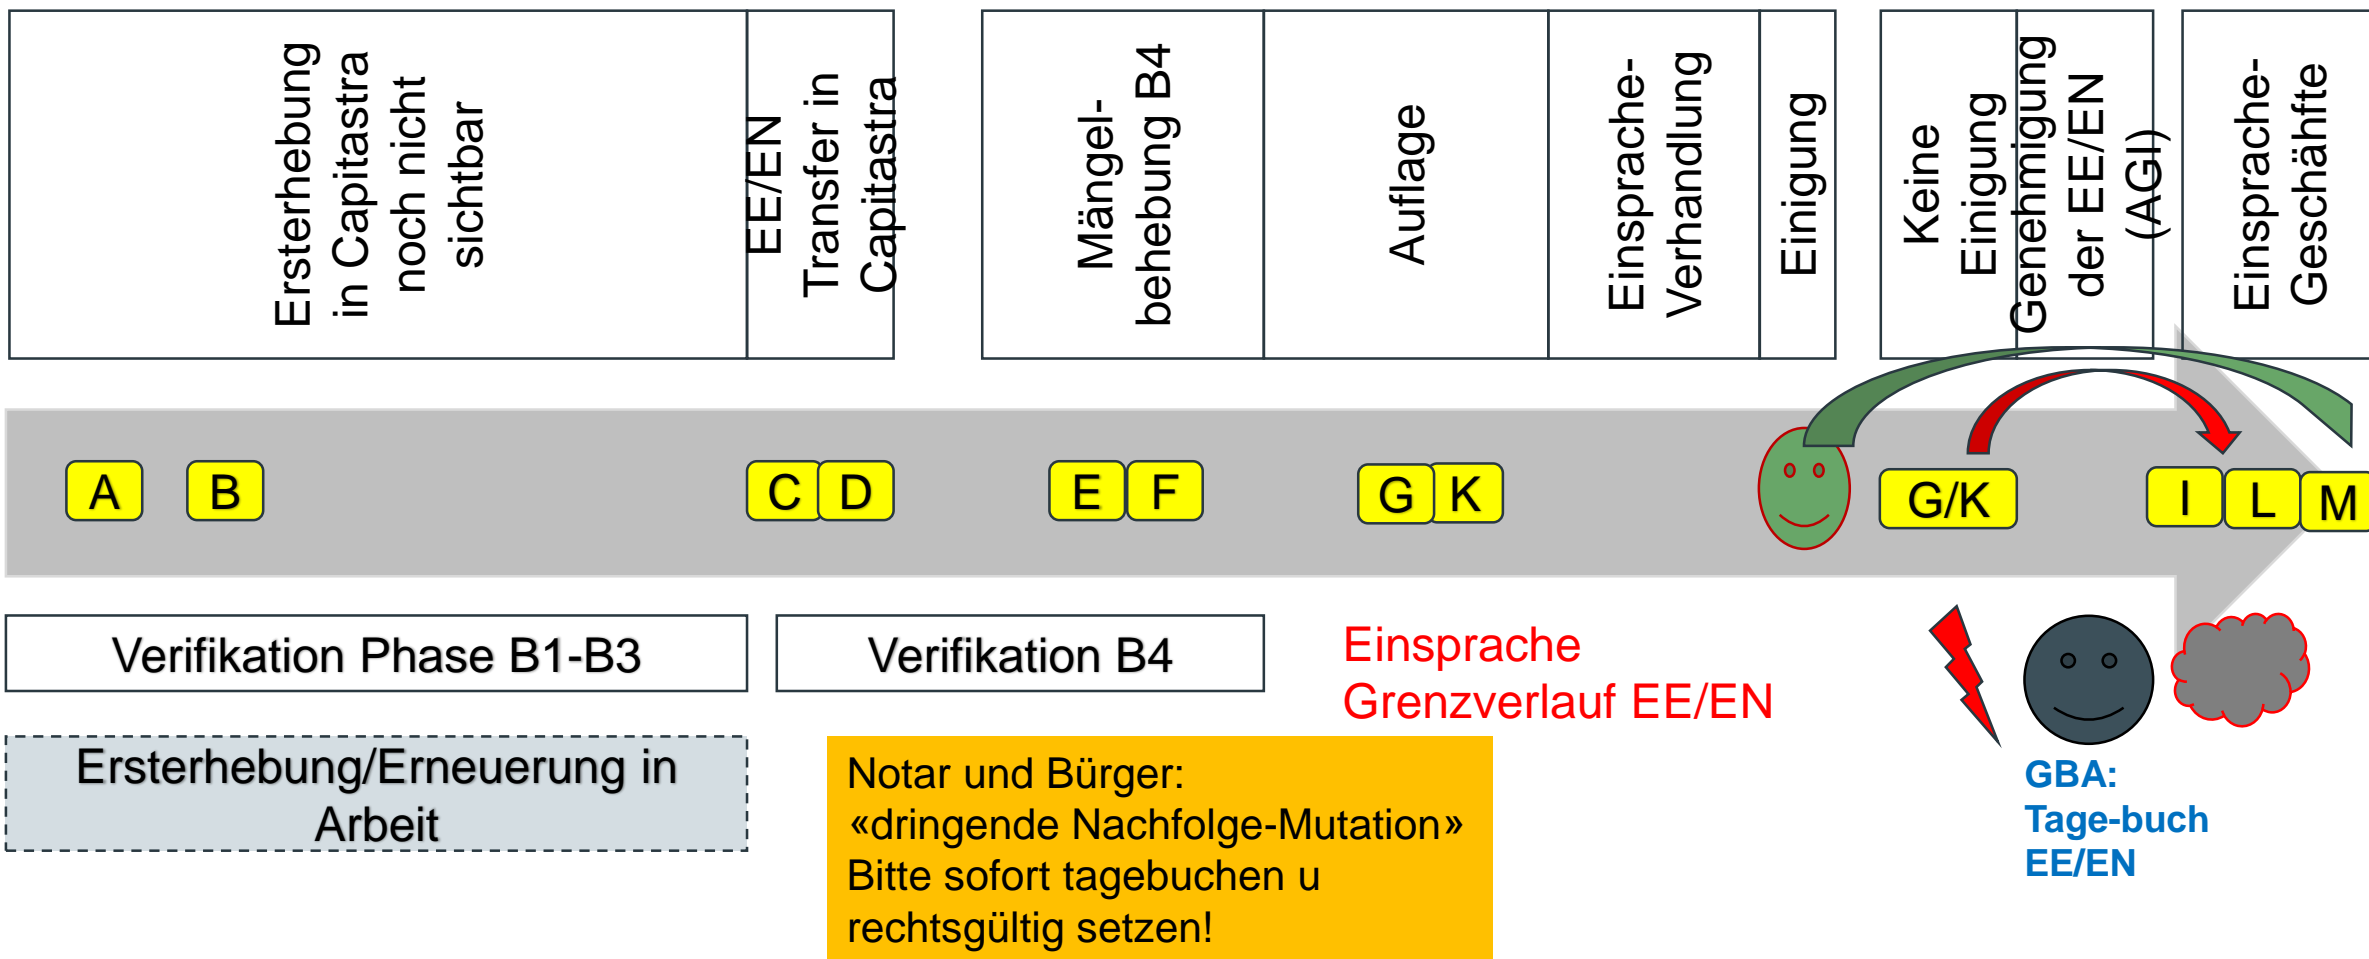 Ersterhebung
in Capitastra
noch nicht
sichtbar
EE/EN
Transfer in
Capitastra
Mängel-
behebung B4
Auflage
Einsprache-
Verhandlung
Einigung
Keine
Einigung
Genehmigung
der EE/EN
(AGI)
Einsprache-
Geschähfte
A
B
C
D
E
F
G
K
G/K
I
L
M
Verifikation Phase B1-B3
Verifikation B4
Einsprache
Grenzverlauf EE/EN
Ersterhebung/Erneuerung in
Arbeit
Notar und Bürger:
«dringende Nachfolge-Mutation»
Bitte sofort tagebuchen u
rechtsgültig setzen!
GBA:
Tage-buch
EE/EN